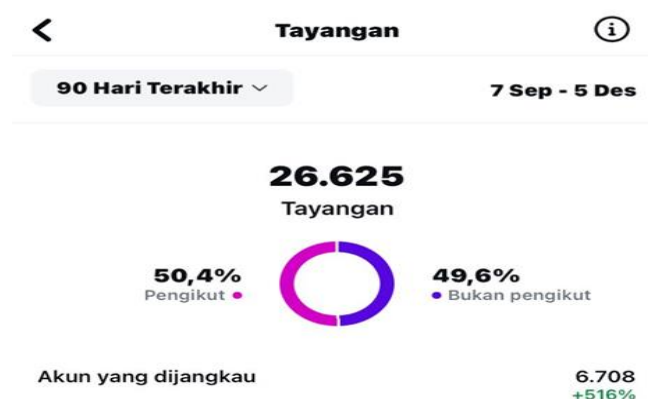 Tayangan
90 Hari Terakhir
7 Sep - 5 Des
26.625
Tayangan
50,4%
Pengikut
49,6%
Bukan pengikut
Akun yang dijangkau
6.708
+516%